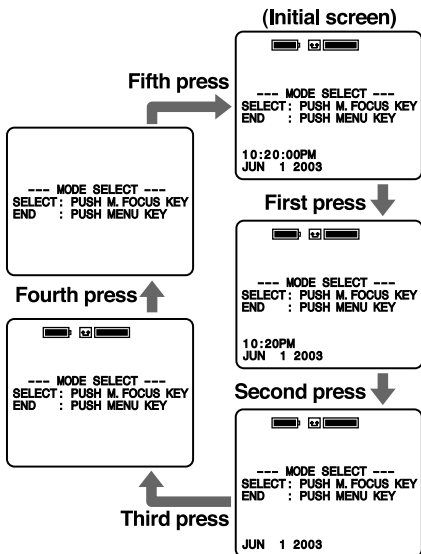 (Initial screen)
--- MODE SELECT ---
SELECT: PUSH M. FOCUS KEY
END : PUSH MENU KEY
10:20:00PM
JUN 1 2003
First press
--- MODE SELECT ---
SELECT: PUSH M. FOCUS KEY
END : PUSH MENU KEY
10:20PM
JUN 1 2003
Second press
--- MODE SELECT ---
SELECT: PUSH M. FOCUS KEY
END : PUSH MENU KEY
JUN 1 2003
Third press
--- MODE SELECT ---
SELECT: PUSH M. FOCUS KEY
END : PUSH MENU KEY
Fourth press
--- MODE SELECT ---
SELECT: PUSH M. FOCUS KEY
END : PUSH MENU KEY
Fifth press